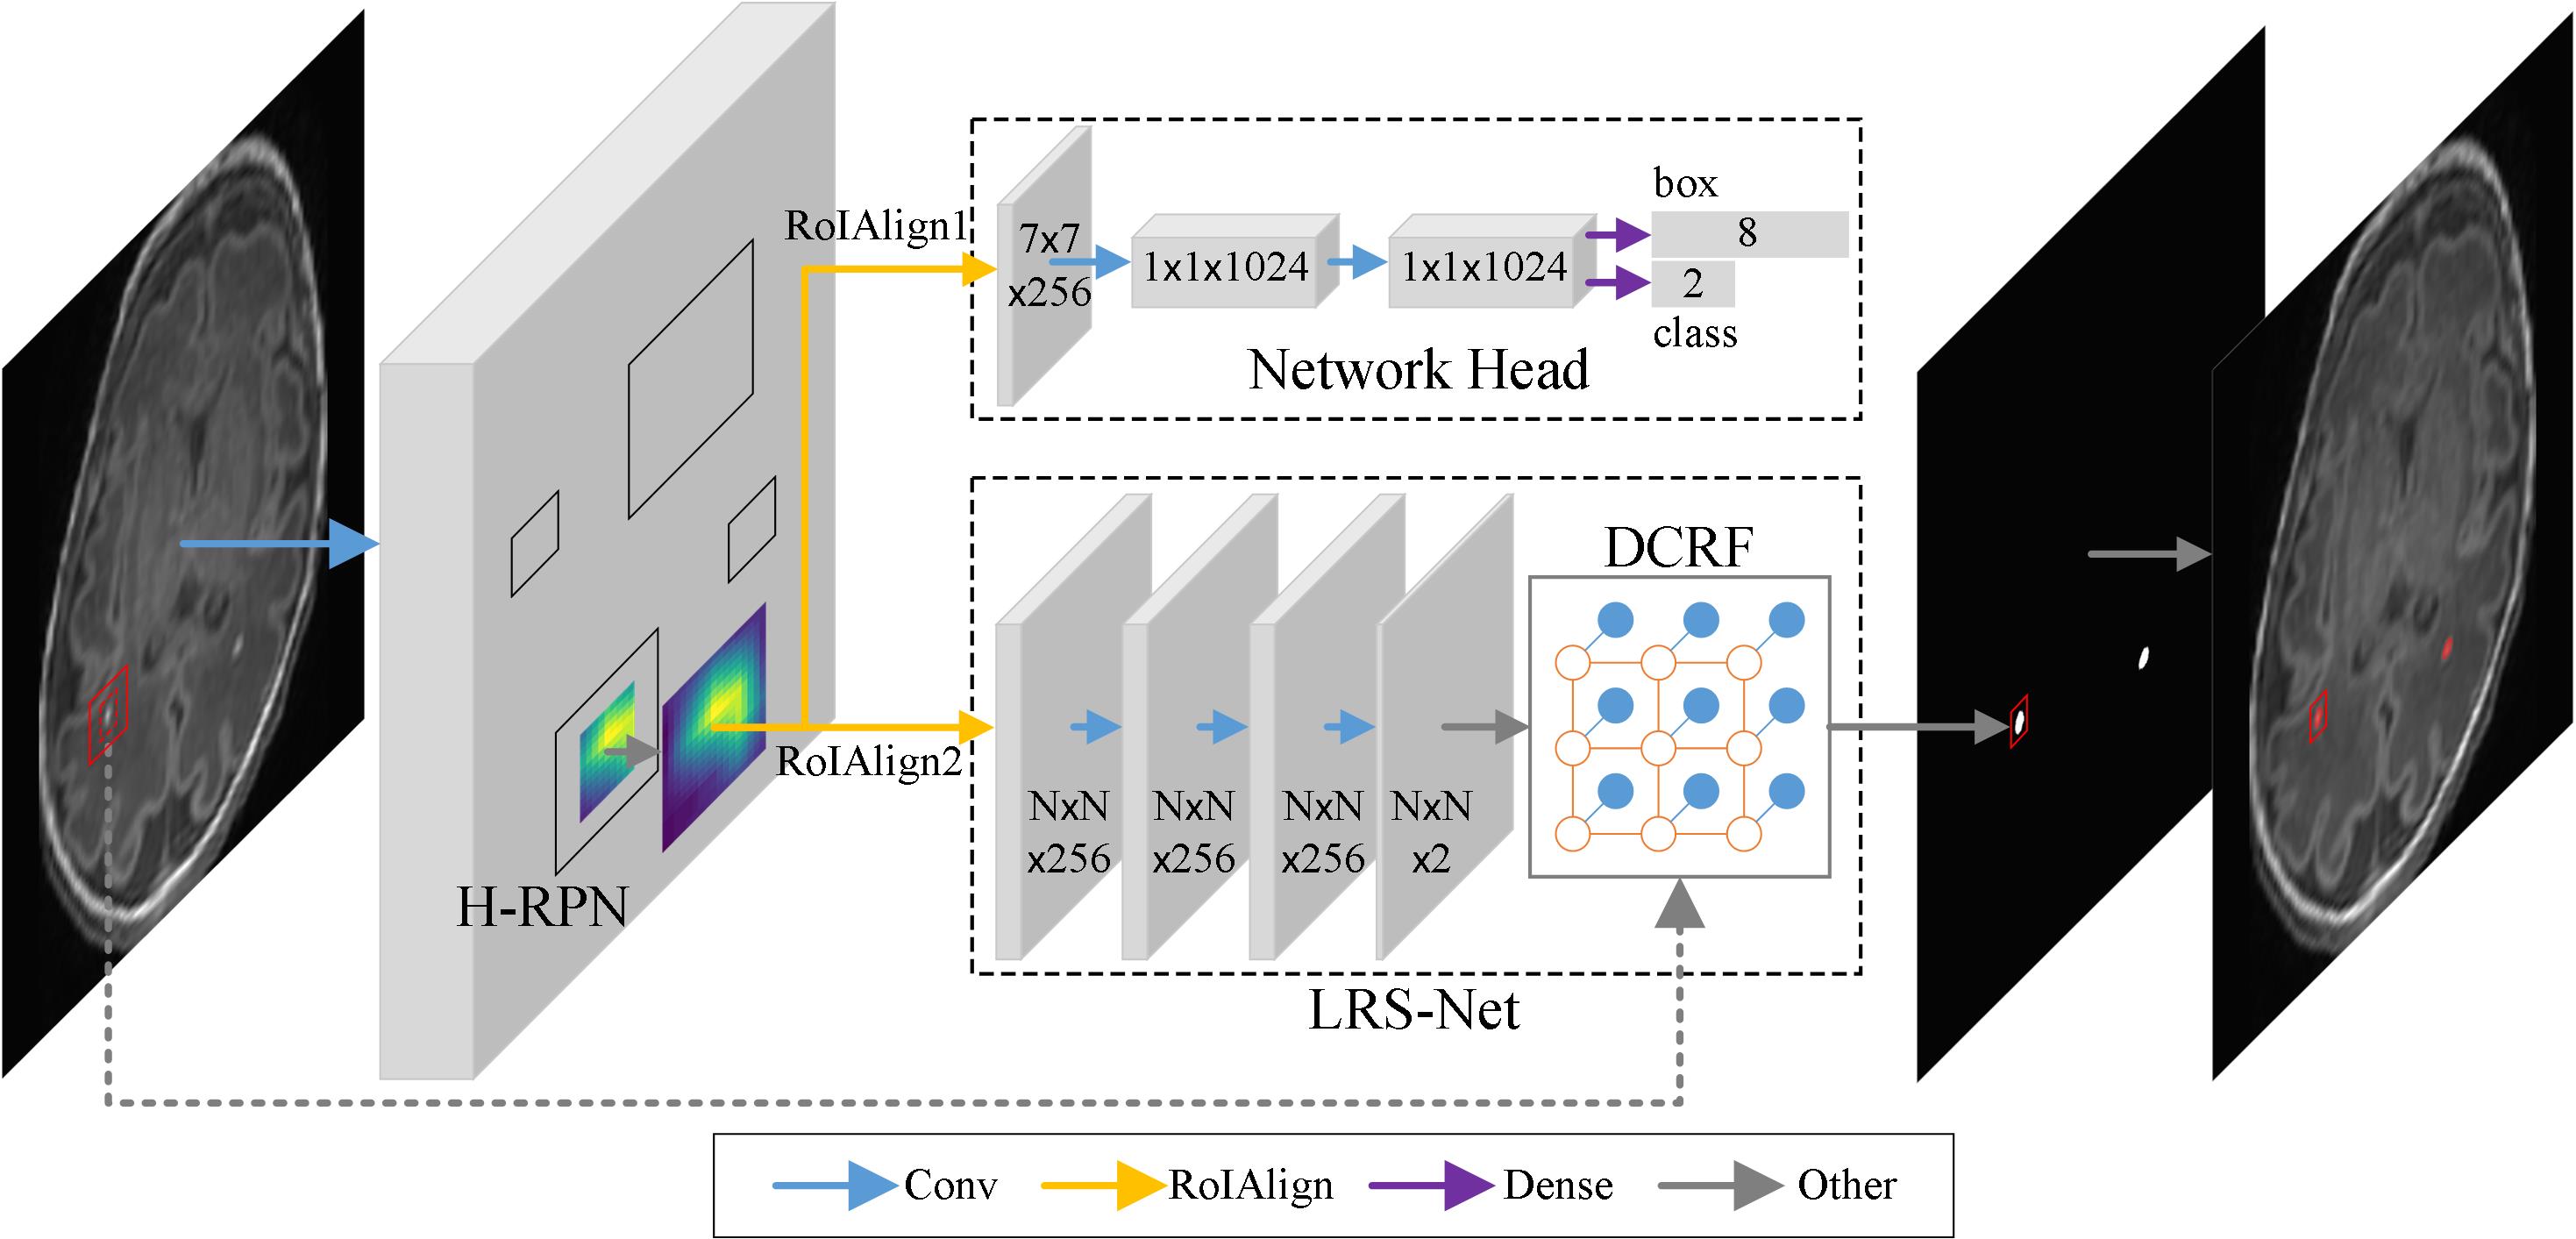 RoIAlign1
7x7
x256
1x1x1024
1x1x1024
box
8
2
class
Network Head
H-RPN
RoIAlign2
NxN
x256
NxN
x256
NxN
x256
NxN
x2
DCRF
LRS-Net
Conv
RoIAlign
Dense
Other